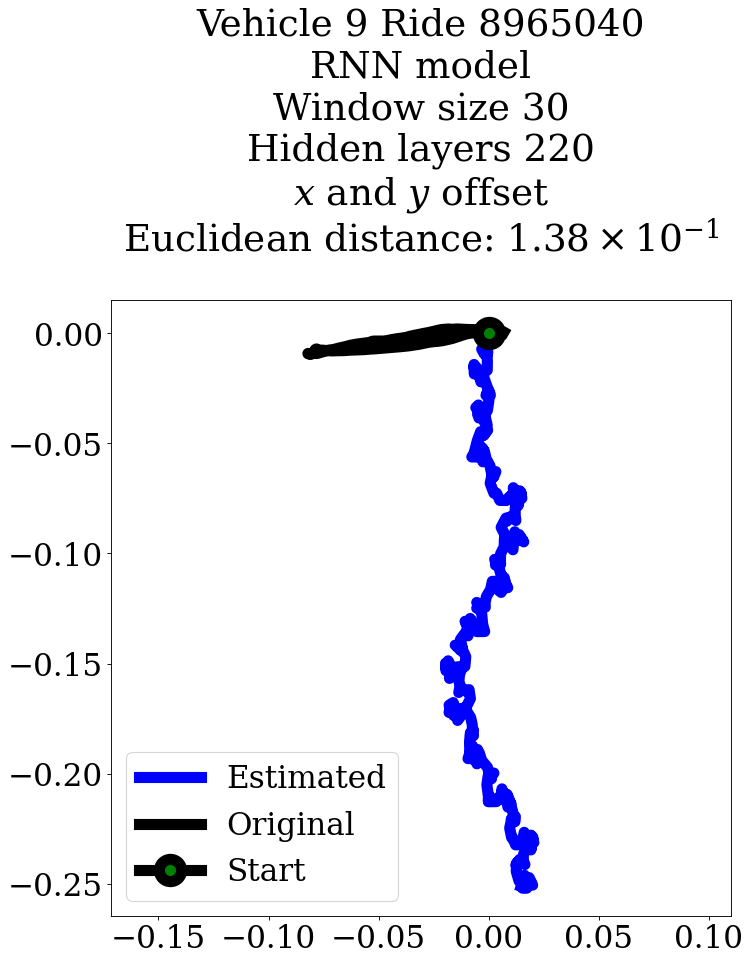 Vehicle 9 Ride 8965040
RNN model
Window size 30
Hidden layers 220
x and y offset
Euclidean distance: 1.38 × 10⁻¹
0.00
−0.05
−0.10
−0.15
−0.20
−0.25
Estimated
Original
Start
−0.15 −0.10 −0.05 0.00 0.05 0.10